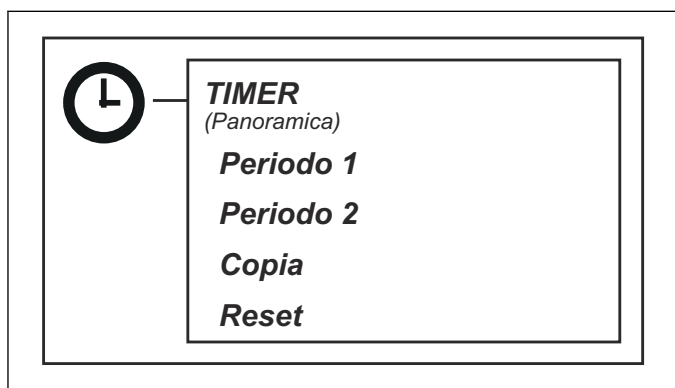 TIMER
(Panoramica)
Periodo 1
Periodo 2
Copia
Reset